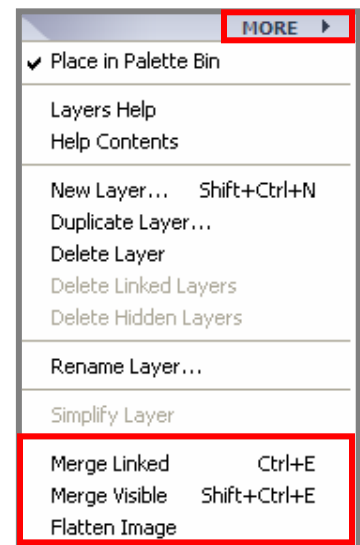 MORE
Place in Palette Bin
Layers Help
Help Contents
New Layer... Shift+Ctrl+N
Duplicate Layer...
Delete Layer
Delete Linked Layers
Delete Hidden Layers
Rename Layer...
Simplify Layer
Merge Linked Ctrl+E
Merge Visible Shift+Ctrl+E
Flatten Image